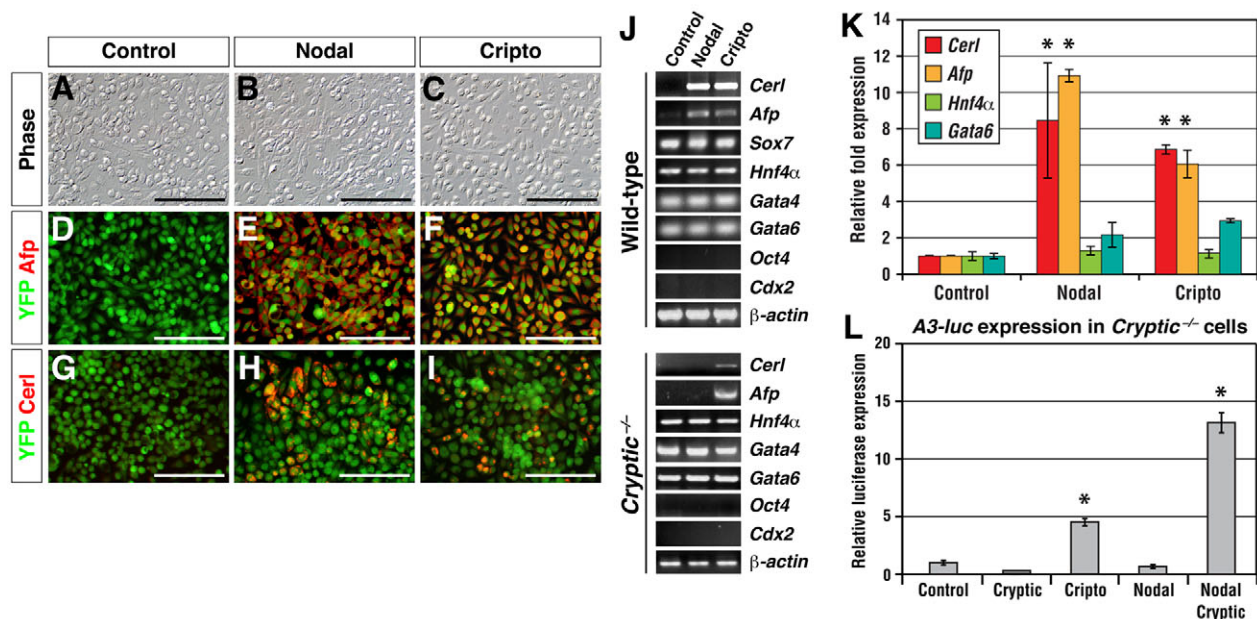 Control Nodal Cripto
Phase
A B C
YFP Afp
D E F
YFP Cerl
G H I
J
Control Nodal Cripto
Wild-type
Cerl
Afp
Sox7
Hnf4α
Gata4
Gata6
Oct4
Cdx2
β-actin
Cryptic–/–
Cerl
Afp
Hnf4α
Gata4
Gata6
Oct4
Cdx2
β-actin
K
Relative fold expression
14
12
10
8
6
4
2
0
Cerl
Afp
Hnf4α
Gata6
* *
* *
Control Nodal Cripto
L
A3-luc expression in Cryptic–/– cells
Relative luciferase expression
20
15
10
5
0
*
*
Control Cryptic Cripto Nodal Nodal
Cryptic